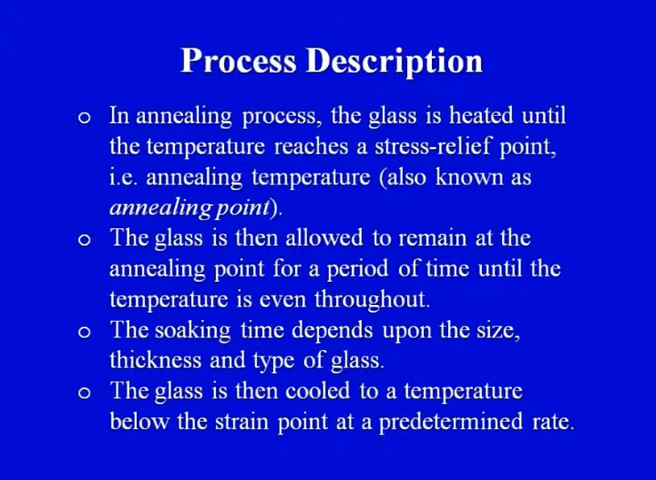 Process Description
o In annealing process, the glass is heated until
the temperature reaches a stress-relief point,
i.e. annealing temperature (also known as
annealing point).
o The glass is then allowed to remain at the
annealing point for a period of time until the
temperature is even throughout.
o The soaking time depends upon the size,
thickness and type of glass.
o The glass is then cooled to a temperature
below the strain point at a predetermined rate.